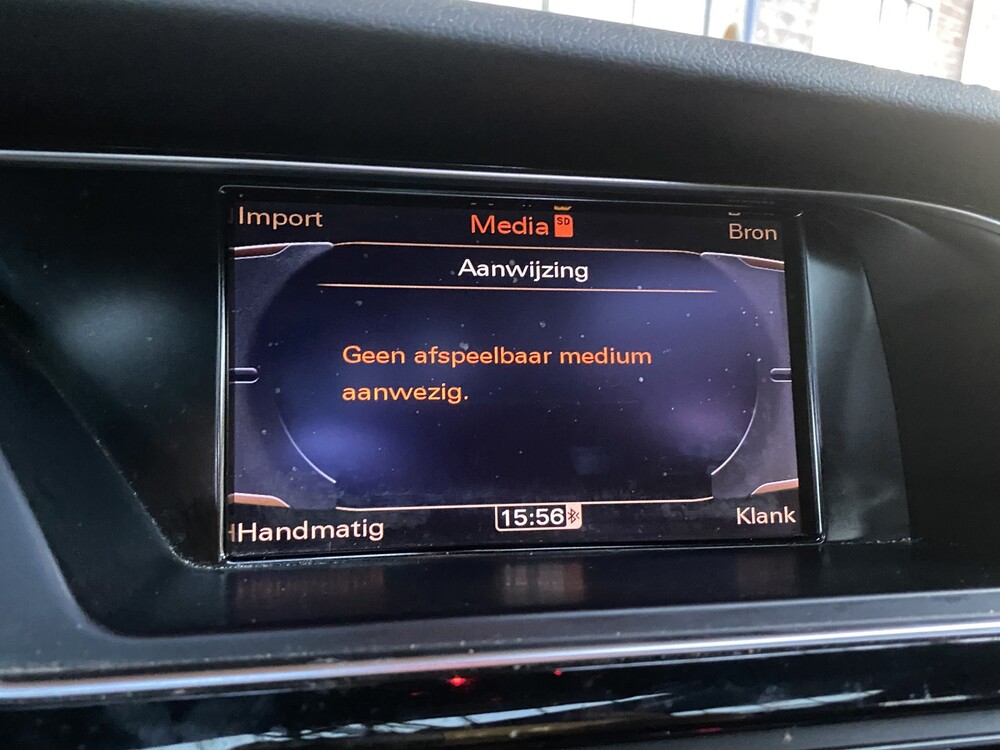 Import
Media SD
Bron
Aanwijzing
Geen afspeelbaar medium
aanwezig.
Handmatig
15:56
Klank